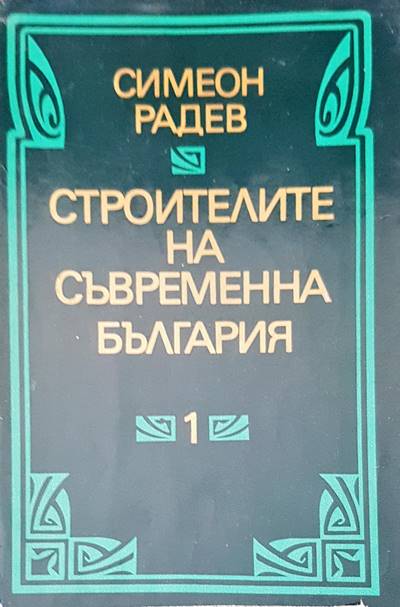 СИМЕОН
РАДЕВ
СТРОИТЕЛИТЕ
НА
СЪВРЕМЕННА
БЪЛГАРИЯ
1